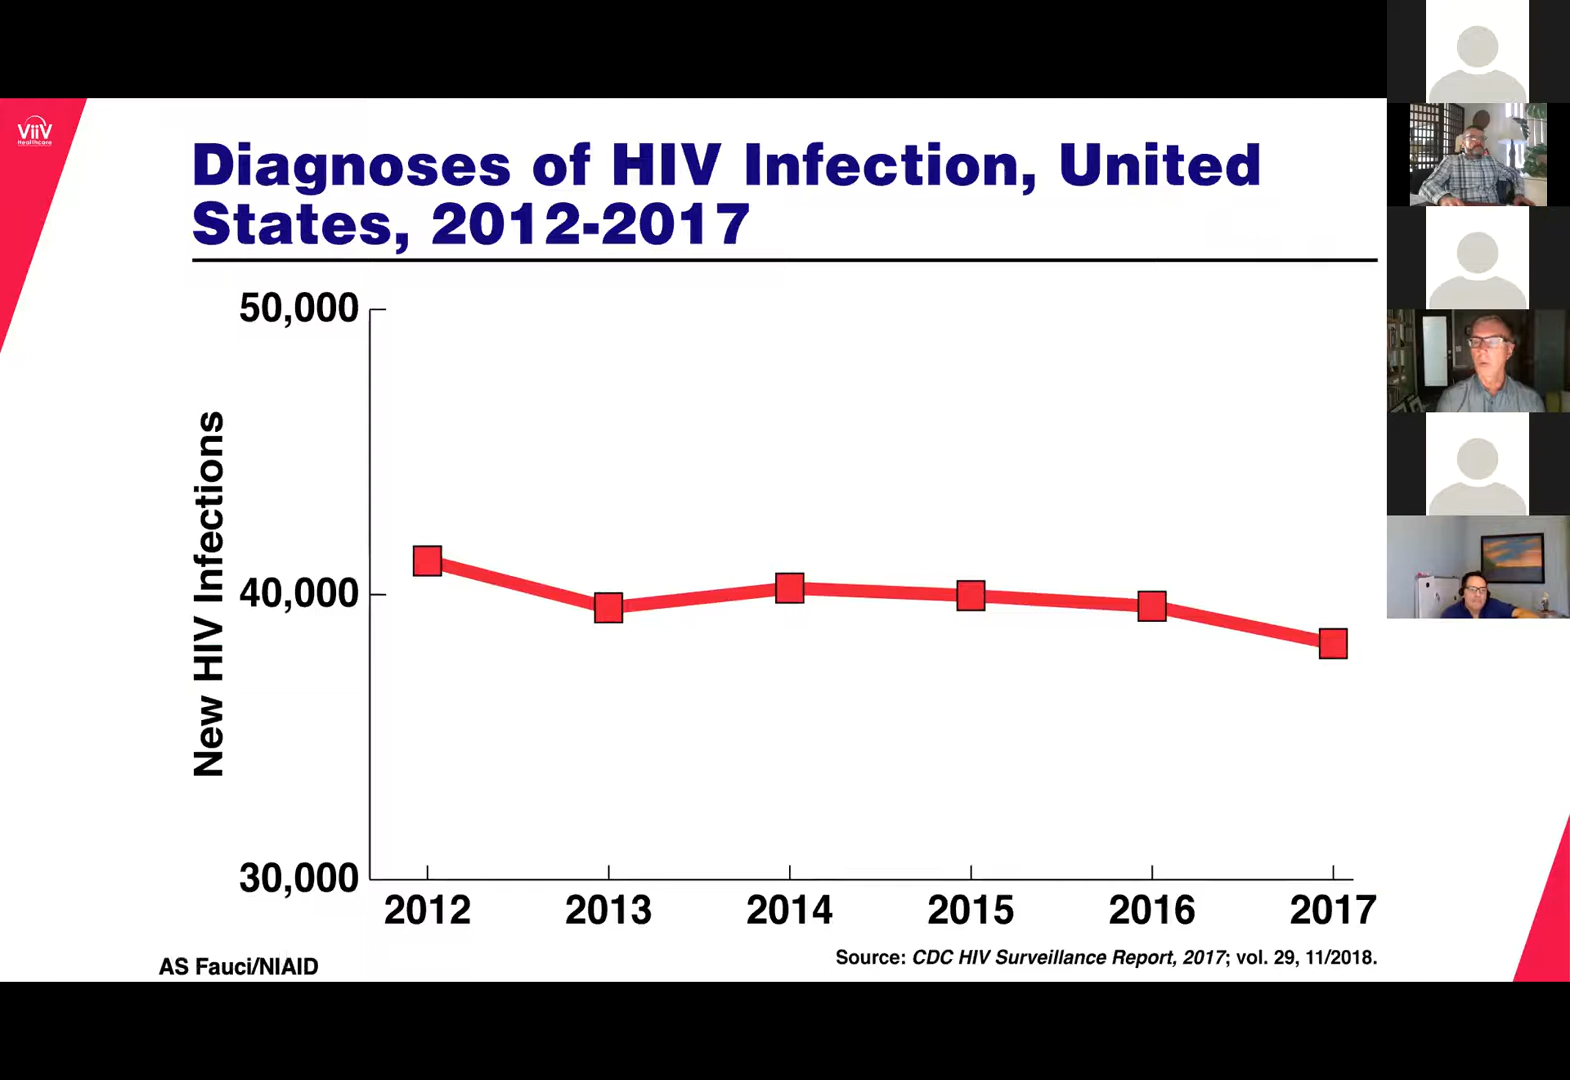 ViiV
Healthcare
Diagnoses of HIV Infection, United
States, 2012-2017
50,000
40,000
30,000
New HIV Infections
2012 2013 2014 2015 2016 2017
Source: CDC HIV Surveillance Report, 2017; vol. 29, 11/2018.
AS Fauci/NIAID